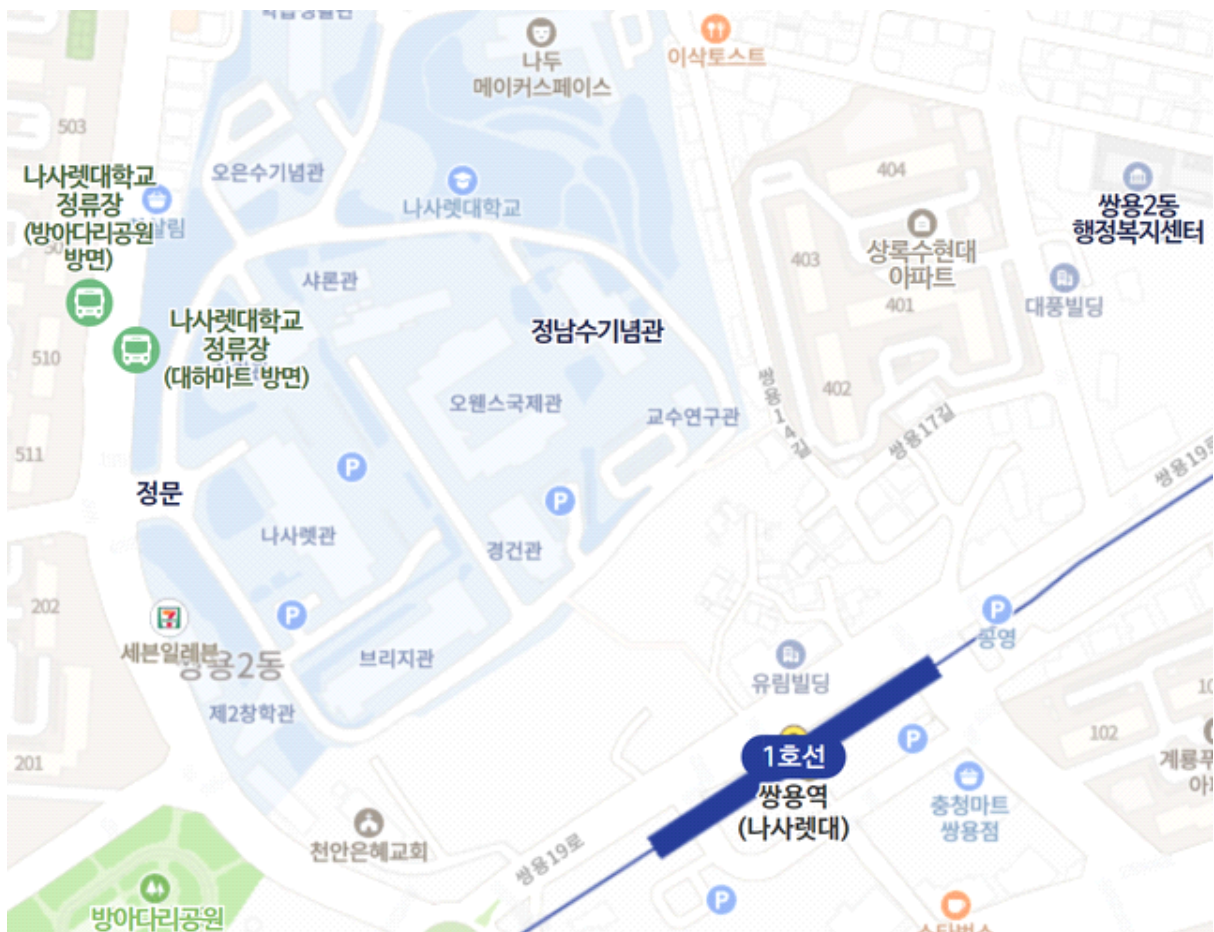 나두
메이커스페이스
이삭토스트
503
나사렛대학교
정류장
(방아다리공원
방면)
오은수기념관
나사렛대학교
404
쌍용2동
행정복지센터
상록수현대
아파트
403
401
대풍빌딩
샤론관
나사렛대학교
정류장
(대하마트 방면)
정남수기념관
510
402
오웬스국제관
교수연구관
쌍용14길
쌍용17길
쌍용19로
511
P
정문
P
나사렛관
경건관
202
7
세븐일레븐
P
쌍용2동
브리지관
P
공영
유림빌딩
제2창학관
201
1호선
쌍용역
(나사렛대)
P
102
충청마트
쌍용점
천안은혜교회
쌍용19로
P
방아다리공원